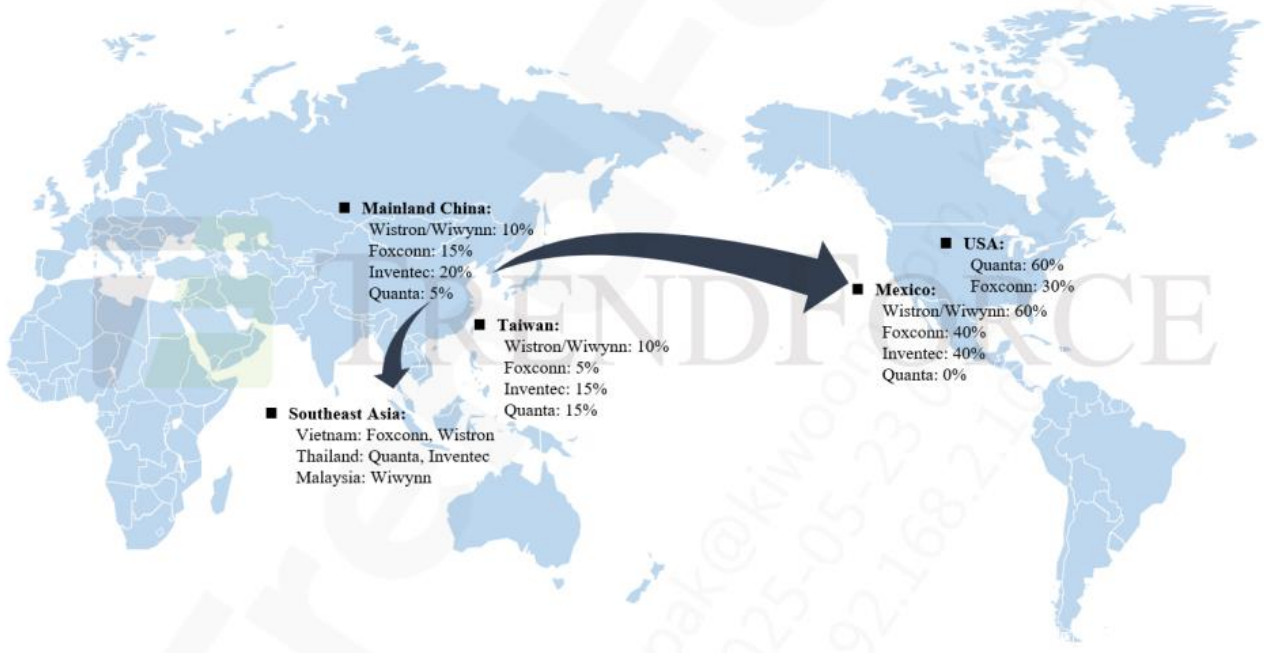 ■ Mainland China:
Wistron/Wiwynn: 10%
Foxconn: 15%
Inventec: 20%
Quanta: 5%
■ Taiwan:
Wistron/Wiwynn: 10%
Foxconn: 5%
Inventec: 15%
Quanta: 15%
■ Southeast Asia:
Vietnam: Foxconn, Wistron
Thailand: Quanta, Inventec
Malaysia: Wiwynn
■ USA:
Quanta: 60%
Foxconn: 30%
■ Mexico:
Wistron/Wiwynn: 60%
Foxconn: 40%
Inventec: 40%
Quanta: 0%
TRENDFORCE